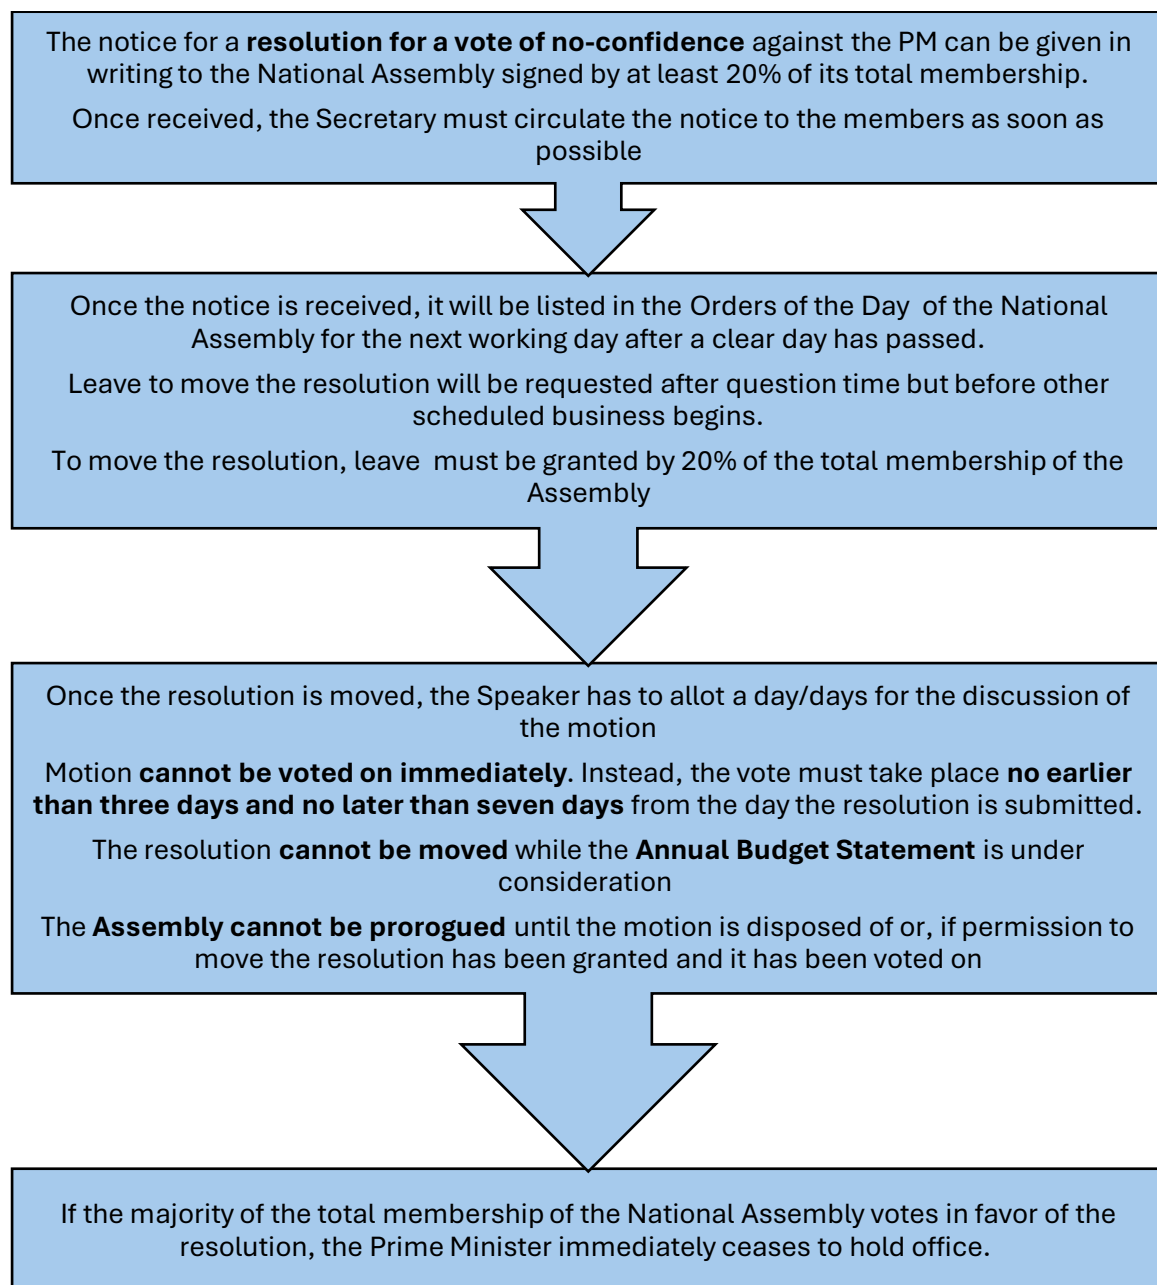 The notice for a resolution for a vote of no-confidence against the PM can be given in
writing to the National Assembly signed by at least 20% of its total membership.
Once received, the Secretary must circulate the notice to the members as soon as
possible
Once the notice is received, it will be listed in the Orders of the Day of the National
Assembly for the next working day after a clear day has passed.
Leave to move the resolution will be requested after question time but before other
scheduled business begins.
To move the resolution, leave must be granted by 20% of the total membership of the
Assembly
Once the resolution is moved, the Speaker has to allot a day/days for the discussion of
the motion
Motion cannot be voted on immediately. Instead, the vote must take place no earlier
than three days and no later than seven days from the day the resolution is submitted.
The resolution cannot be moved while the Annual Budget Statement is under
consideration
The Assembly cannot be prorogued until the motion is disposed of or, if permission to
move the resolution has been granted and it has been voted on
If the majority of the total membership of the National Assembly votes in favor of the
resolution, the Prime Minister immediately ceases to hold office.